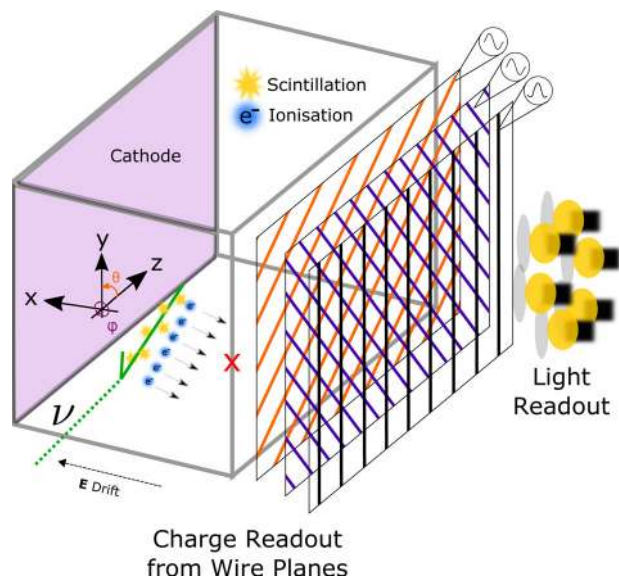 Scintillation
e⁻ Ionisation
Cathode
y
θ
z
x
φ
X
ν
E Drift
Light
Readout
Charge Readout
from Wire Planes